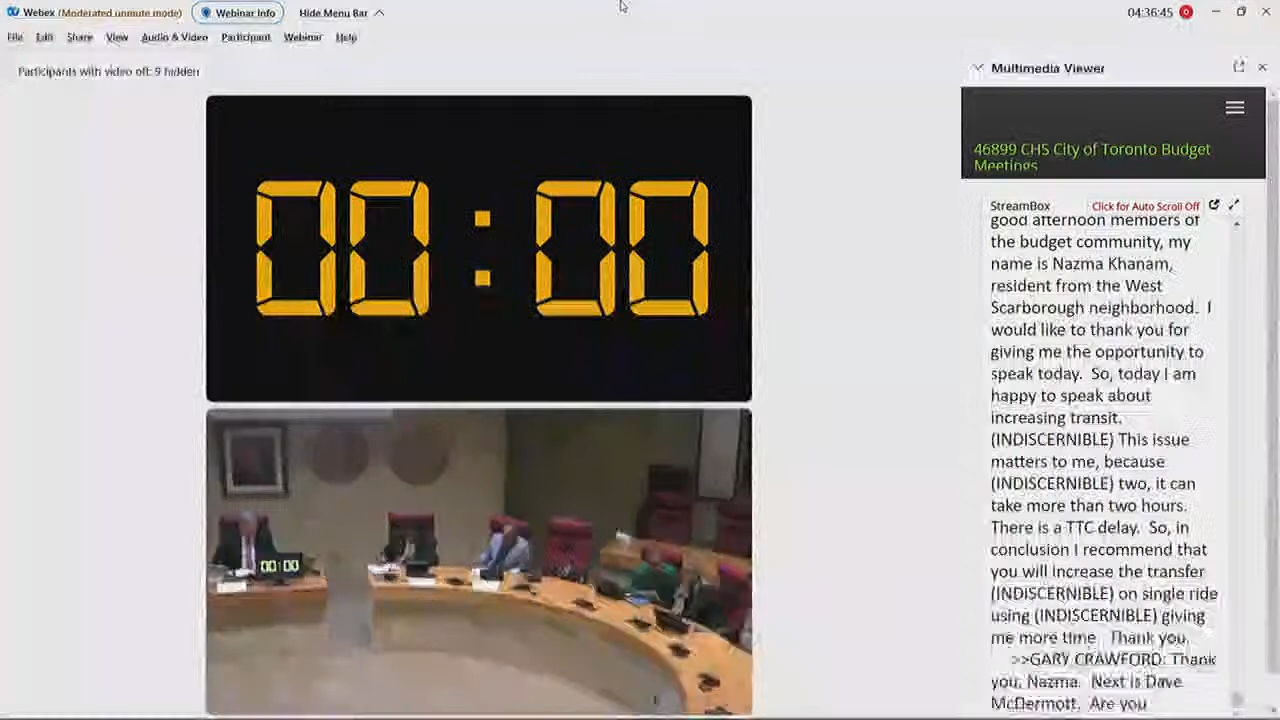 Webex (Moderated unmute mode) Webinar Info Hide Menu Bar 04:36:45
File Edit Share View Audio & Video Participant Webinar Help
Participants with video off: 9 hidden
00:00
00:00
Multimedia Viewer
46899 CHS City of Toronto Budget
Meetings
StreamBox Click for Auto Scroll Off
good afternoon members of
the budget community, my
name is Nazma Khanam,
resident from the West
Scarborough neighborhood. I
would like to thank you for
giving me the opportunity to
speak today. So, today I am
happy to speak about
increasing transit.
(INDISCERNIBLE) This issue
matters to me, because
(INDISCERNIBLE) two, it can
take more than two hours.
There is a TTC delay. So, in
conclusion I recommend that
you will increase the transfer
(INDISCERNIBLE) on single ride
using (INDISCERNIBLE) giving
me more time Thank you.
>>GARY CRAWFORD: Thank
you, Nazma. Next is Dave
McDermott. Are you